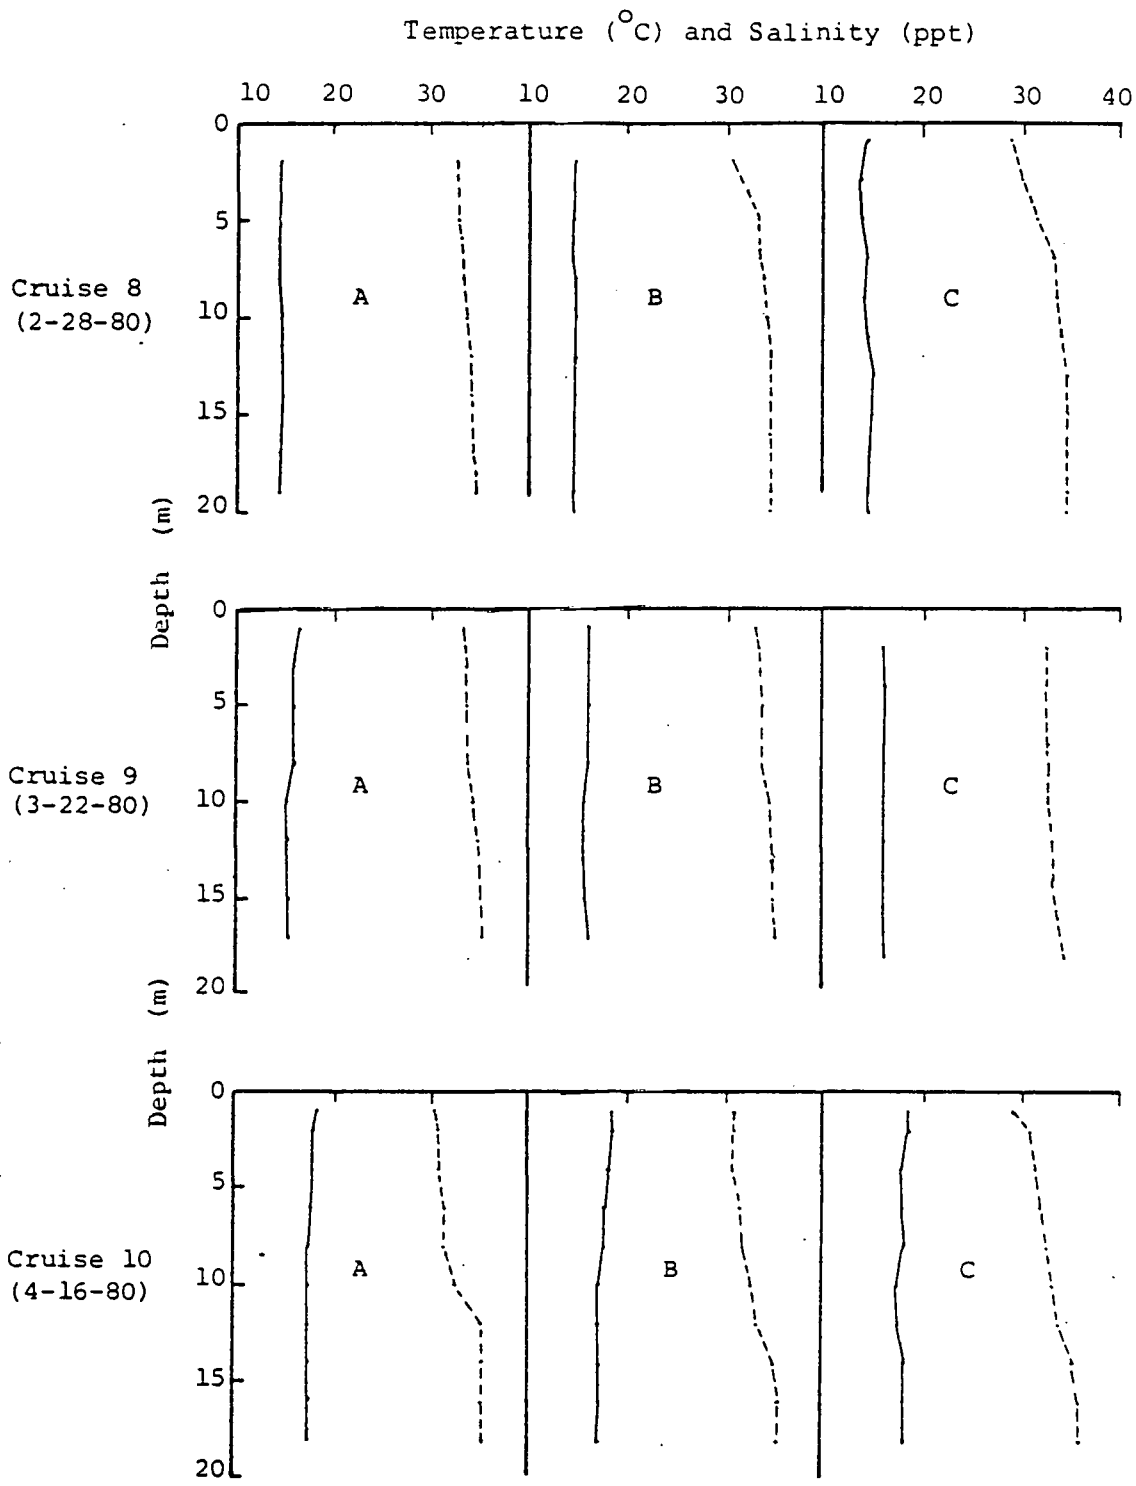 Temperature (°C) and Salinity (ppt)
10 20 30 10 20 30 10 20 30 40
0
5
Cruise 8
(2-28-80)
A B C
10
15
20
Depth (m)
0
5
Cruise 9
(3-22-80)
A B C
10
15
20
Depth (m)
0
5
Cruise 10
(4-16-80)
A B C
10
15
20